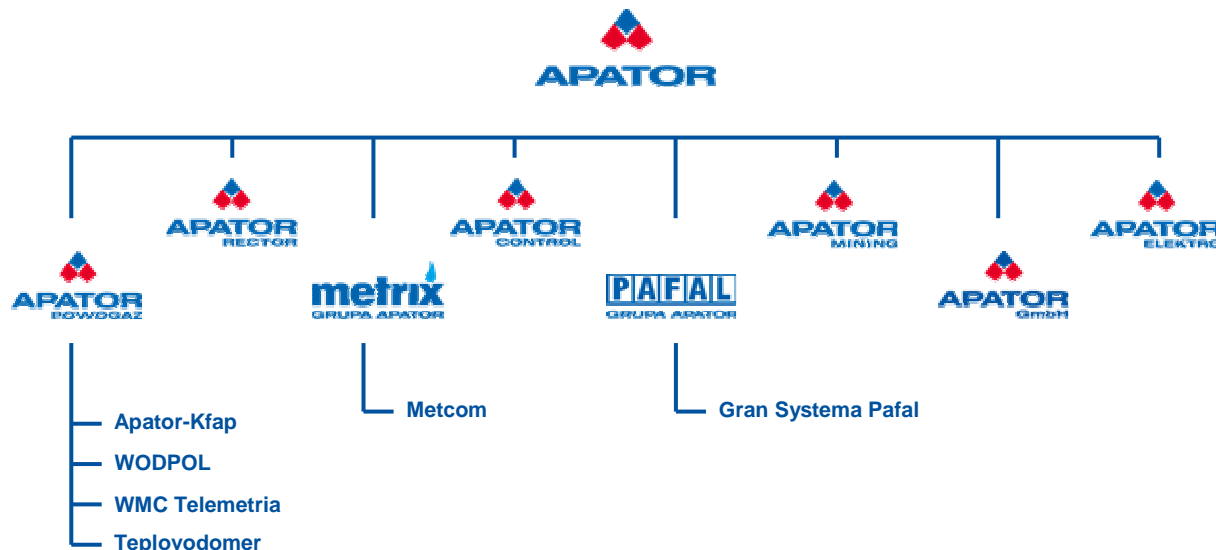 APATOR
APATOR
RECTOR
APATOR
CONTROL
APATOR
MINING
APATOR
ELEKTRO
APATOR
POWOGAZ
metrix
GRUPA APATOR
PAFAL
GRUPA APATOR
APATOR
GmbH
Apator-Kfap
WODPOL
WMC Telemetria
Teplovodomer
Metcom
Gran Systema Pafal